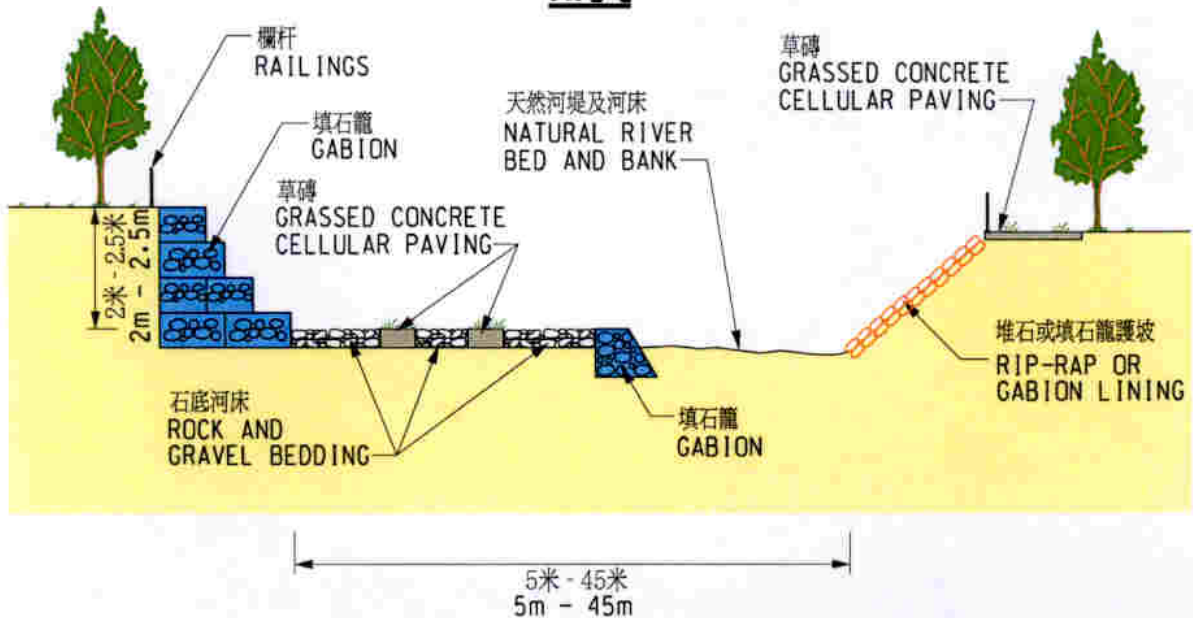 欄杆
RAILINGS
填石籠
GABION
草磚
GRASSED CONCRETE
CELLULAR PAVING
天然河堤及河床
NATURAL RIVER
BED AND BANK
草磚
GRASSED CONCRETE
CELLULAR PAVING
2米 - 2.5米
2m - 2.5m
石底河床
ROCK AND
GRAVEL BEDDING
填石籠
GABION
堆石或填石籠護坡
RIP-RAP OR
GABION LINING
5米 - 45米
5m - 45m